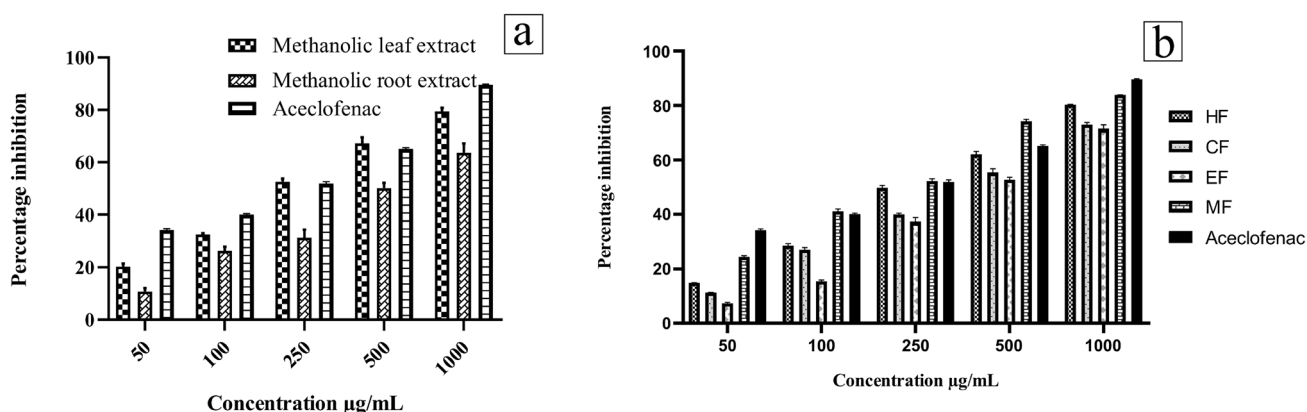 a
Methanolic leaf extract
Methanolic root extract
Aceclofenac
Percentage inhibition
100
80
60
40
20
0
50
100
250
500
1000
Concentration µg/mL
b
Percentage inhibition
100
80
60
40
20
0
50
100
250
500
1000
Concentration µg/mL
HF
CF
EF
MF
Aceclofenac